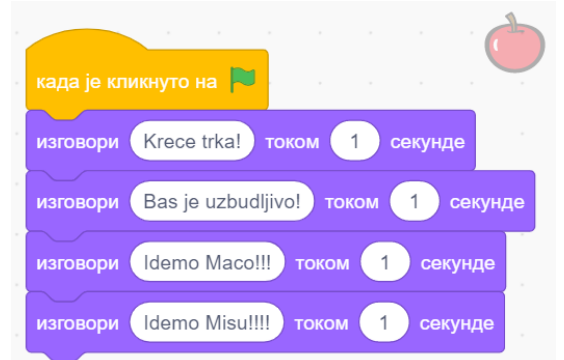 када је кликнуто на
изговори Krece trka! током 1 секунде
изговори Bas je uzbudljivo! током 1 секунде
изговори Idemo Maco!!! током 1 секунде
изговори Idemo Misu!!!! током 1 секунде